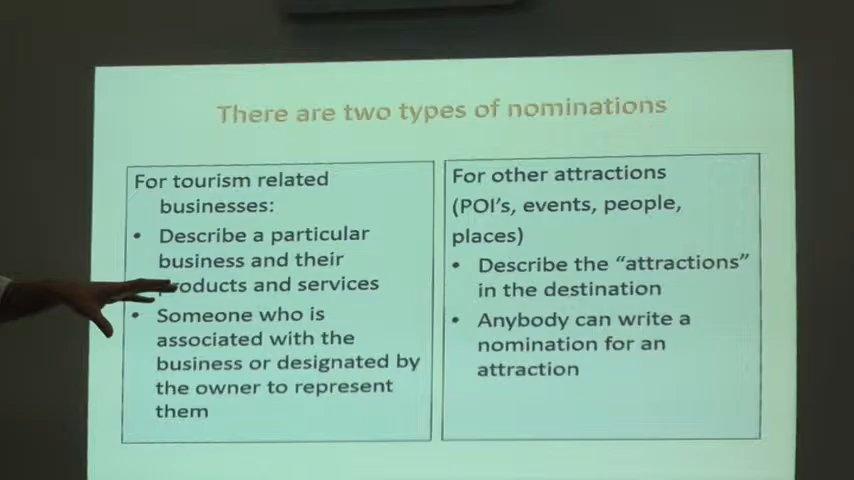 There are two types of nominations
For tourism related
businesses:
• Describe a particular
business and their
products and services
• Someone who is
associated with the
business or designated by
the owner to represent
them
For other attractions
(POI's, events, people,
places)
• Describe the “attractions”
in the destination
• Anybody can write a
nomination for an
attraction